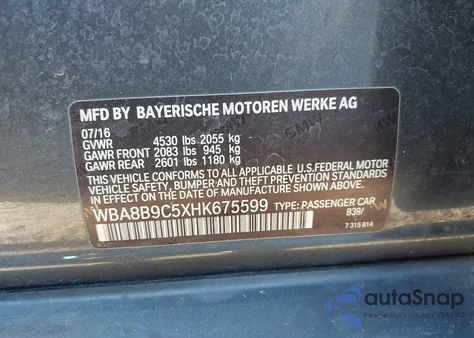 MFD BY BAYERISCHE MOTOREN WERKE AG
07/16
GVWR 4530 lbs 2055 kg
GAWR FRONT 2083 lbs 945 kg
GAWR REAR 2601 lbs 1180 kg
THIS VEHICLE CONFORMS TO ALL APPLICABLE U.S.FEDERAL MOTOR
VEHICLE SAFETY, BUMPER AND THEFT PREVENTION STANDARDS IN
EFFECT ON THE DATE OF MANUFACTURE SHOWN ABOVE.
WBA8B9C5XHK675599 TYPE: PASSENGER CAR
B39/
7 315 814
autoSnap